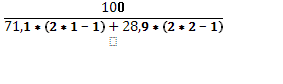 100
71,1 * (2 * 1 − 1) + 28,9 * (2 * 2 − 1)